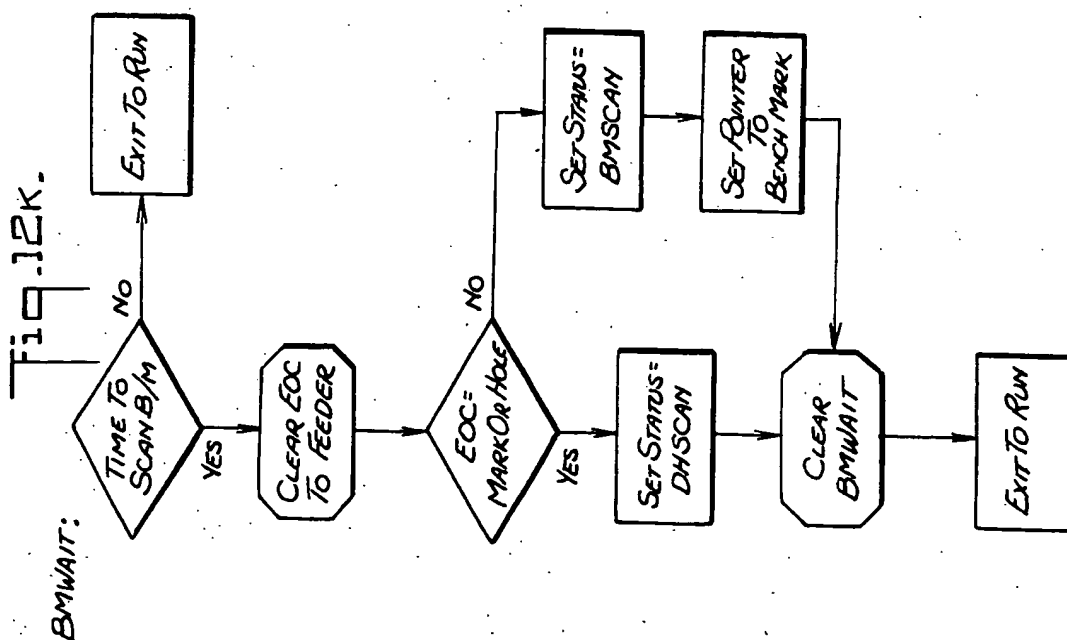 Fig. 12K.
BMWAIT:
TIME TO
SCAN B/M
NO
EXIT TO RUN
YES
CLEAR EOC
TO FEEDER
EOC=
MARK OR HOLE
NO
SET STATUS=
BMSCAN
SET POINTER
TO
BENCH MARK
YES
SET STATUS=
DHSCAN
CLEAR
BMWAIT
EXIT TO RUN